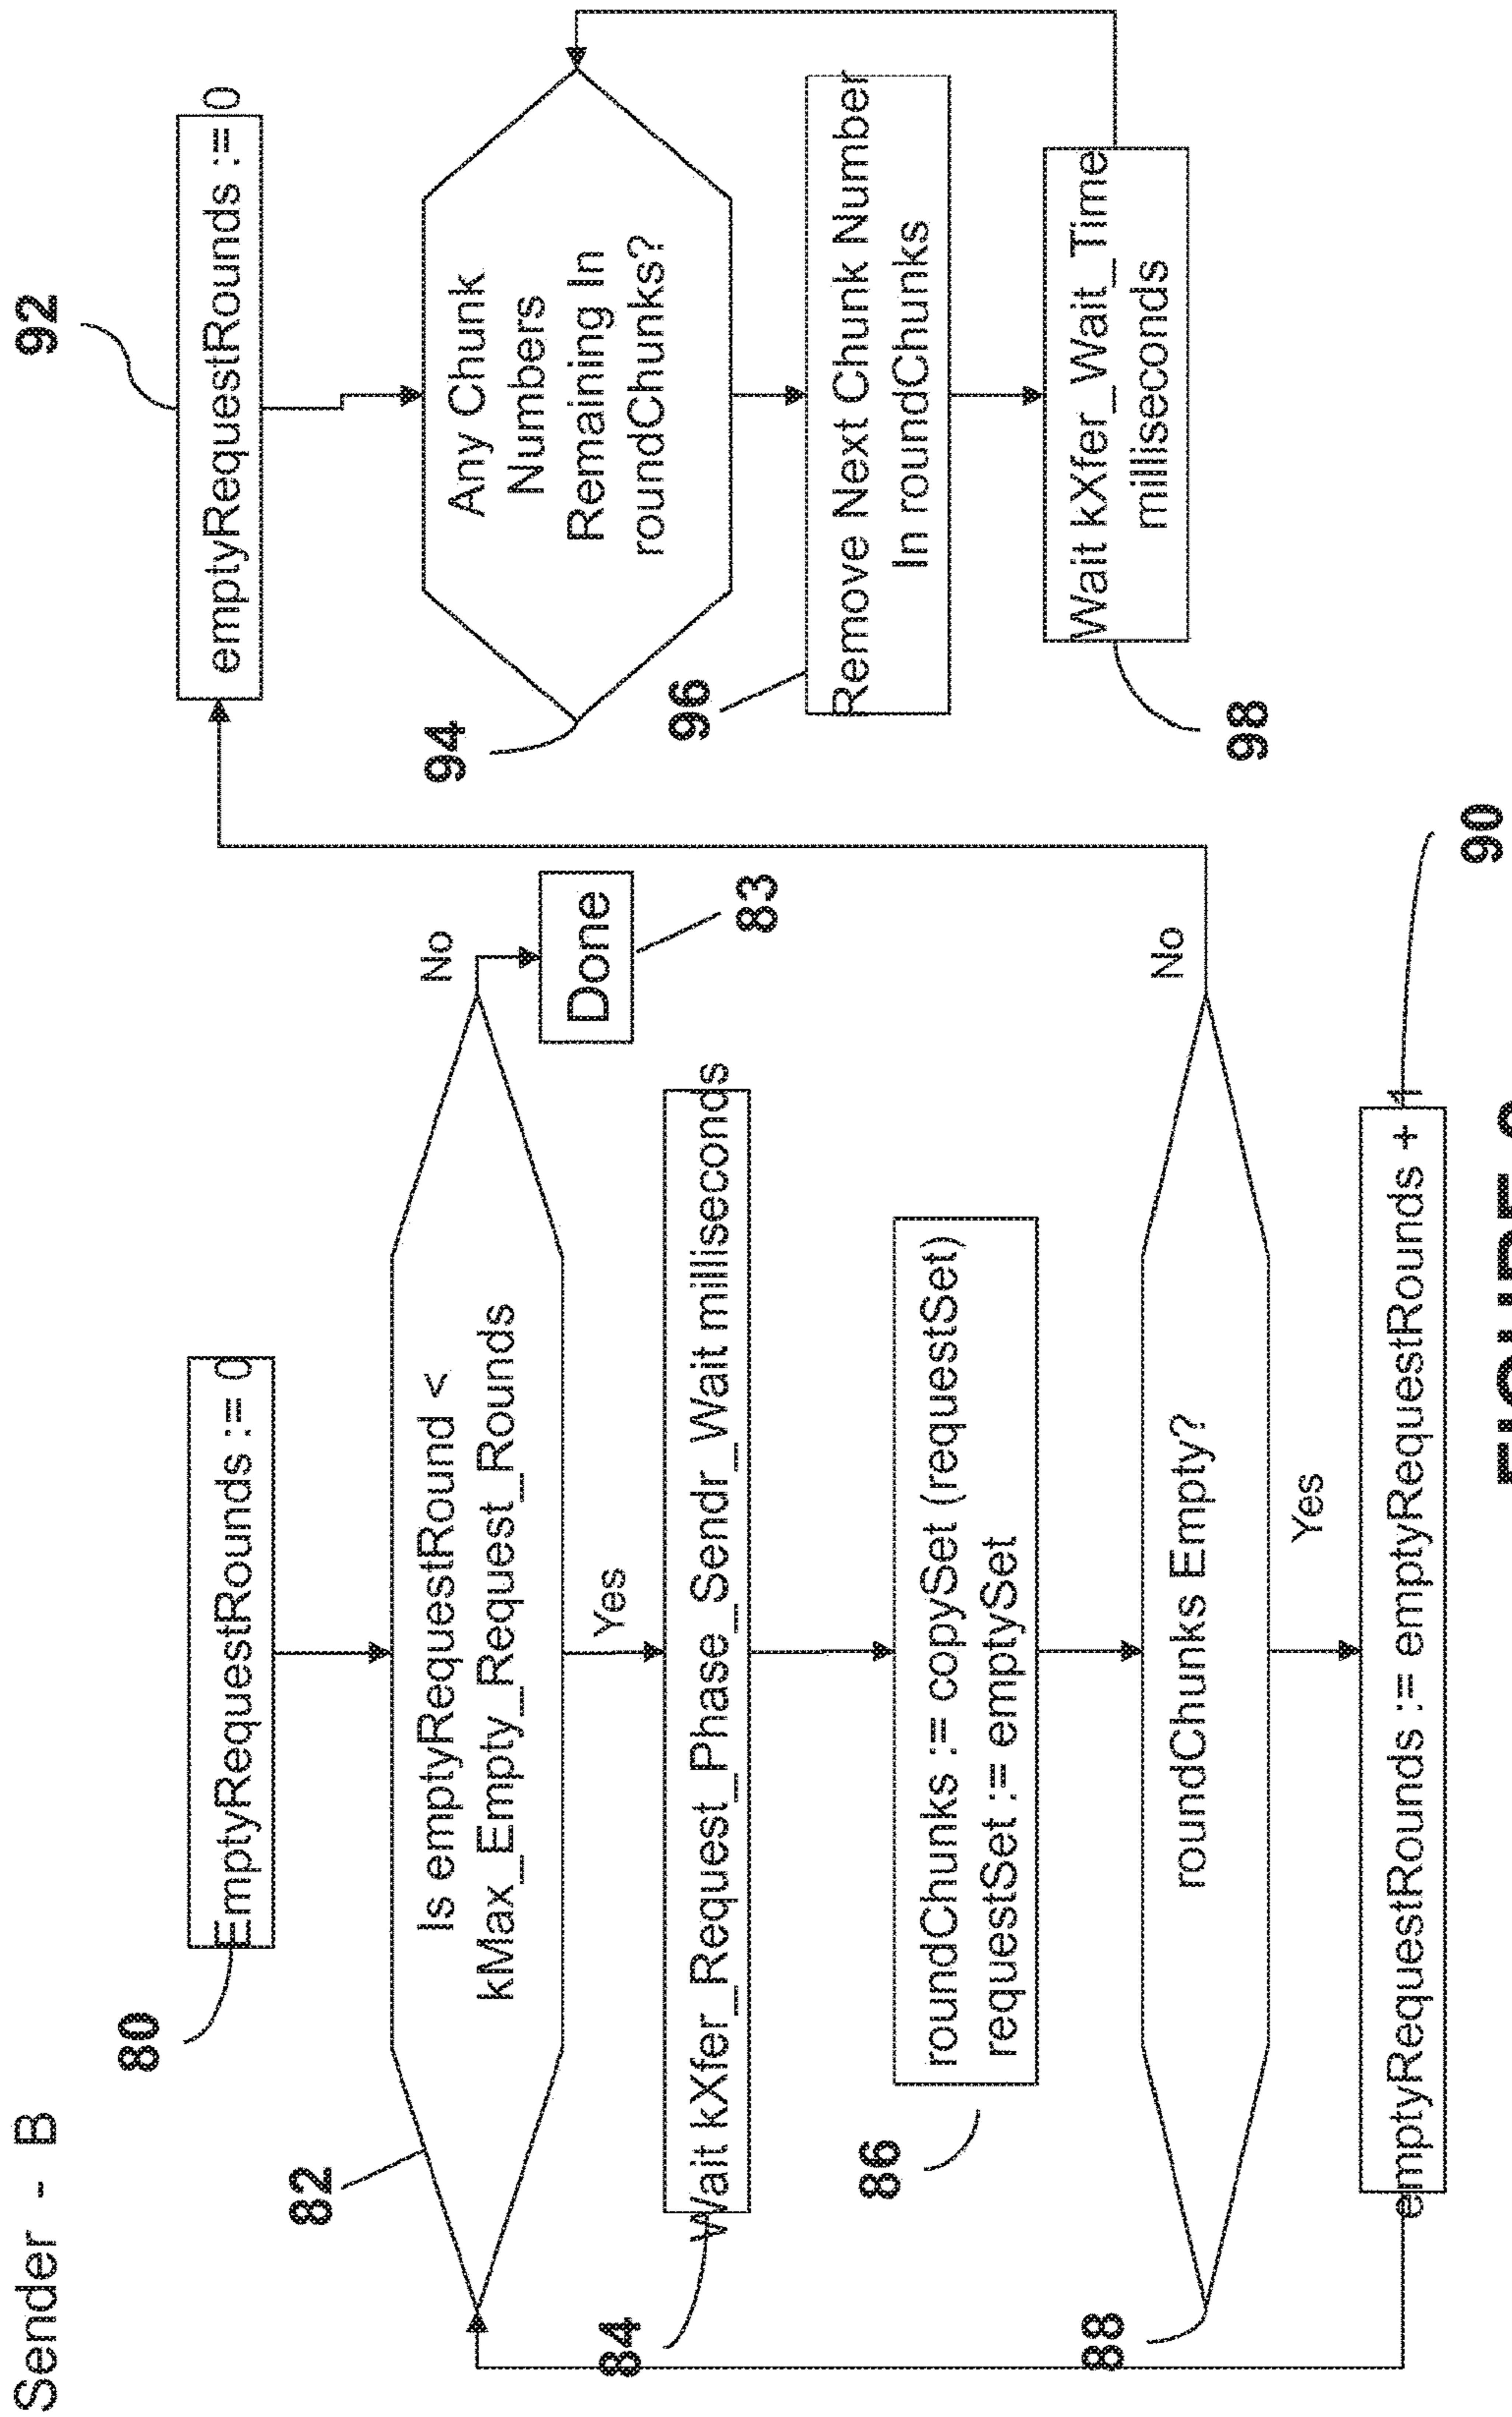 Sender - B
80
EmptyRequestRounds := 0
82
Is emptyRequestRound <
kMax_Empty_Request_Rounds
No
Done
83
Yes
84
Wait kXfer_Request_Phase_Sendr_Wait milliseconds
86
roundChunks := copySet (requestSet)
requestSet := emptySet
88
roundChunks Empty?
No
Yes
emptyRequestRounds := emptyRequestRounds + 1
90
92
emptyRequestRounds := 0
94
Any Chunk
Numbers
Remaining In
roundChunks?
96
Remove Next Chunk Number
In roundChunks
Wait kXfer_Wait_Time
milliseconds
98